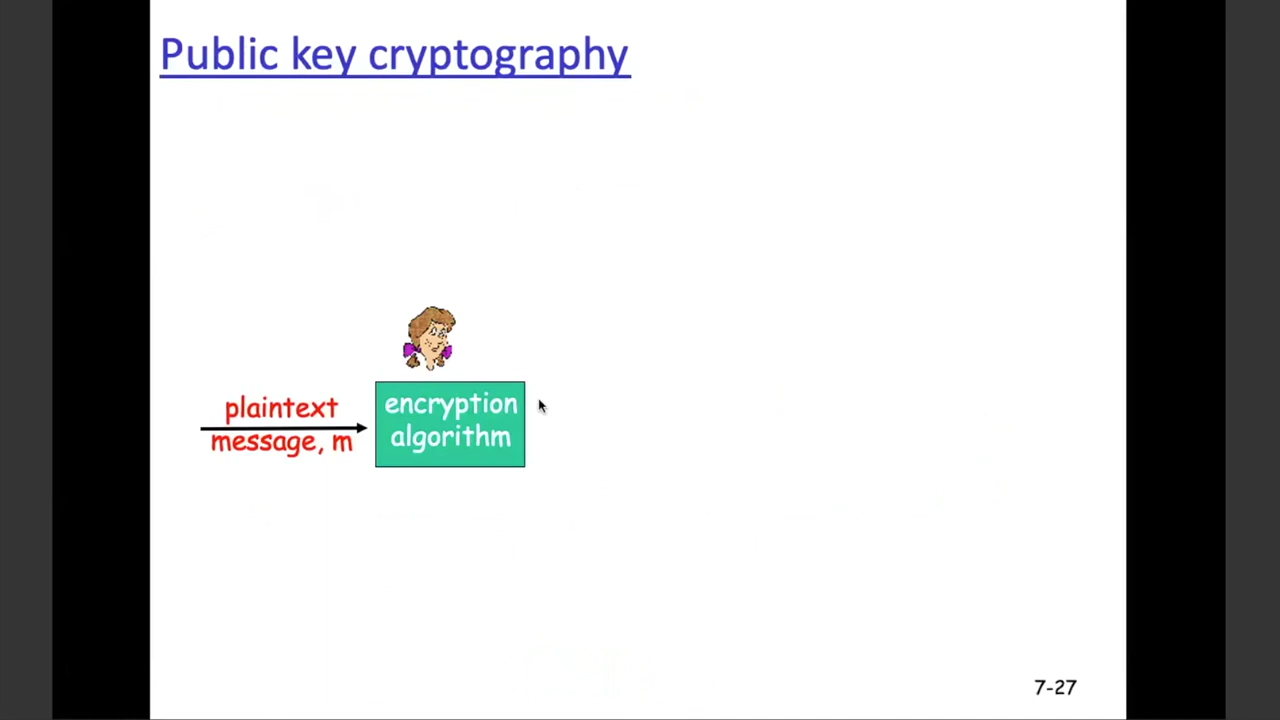 Public key cryptography
plaintext
message, m
encryption
algorithm
7-27